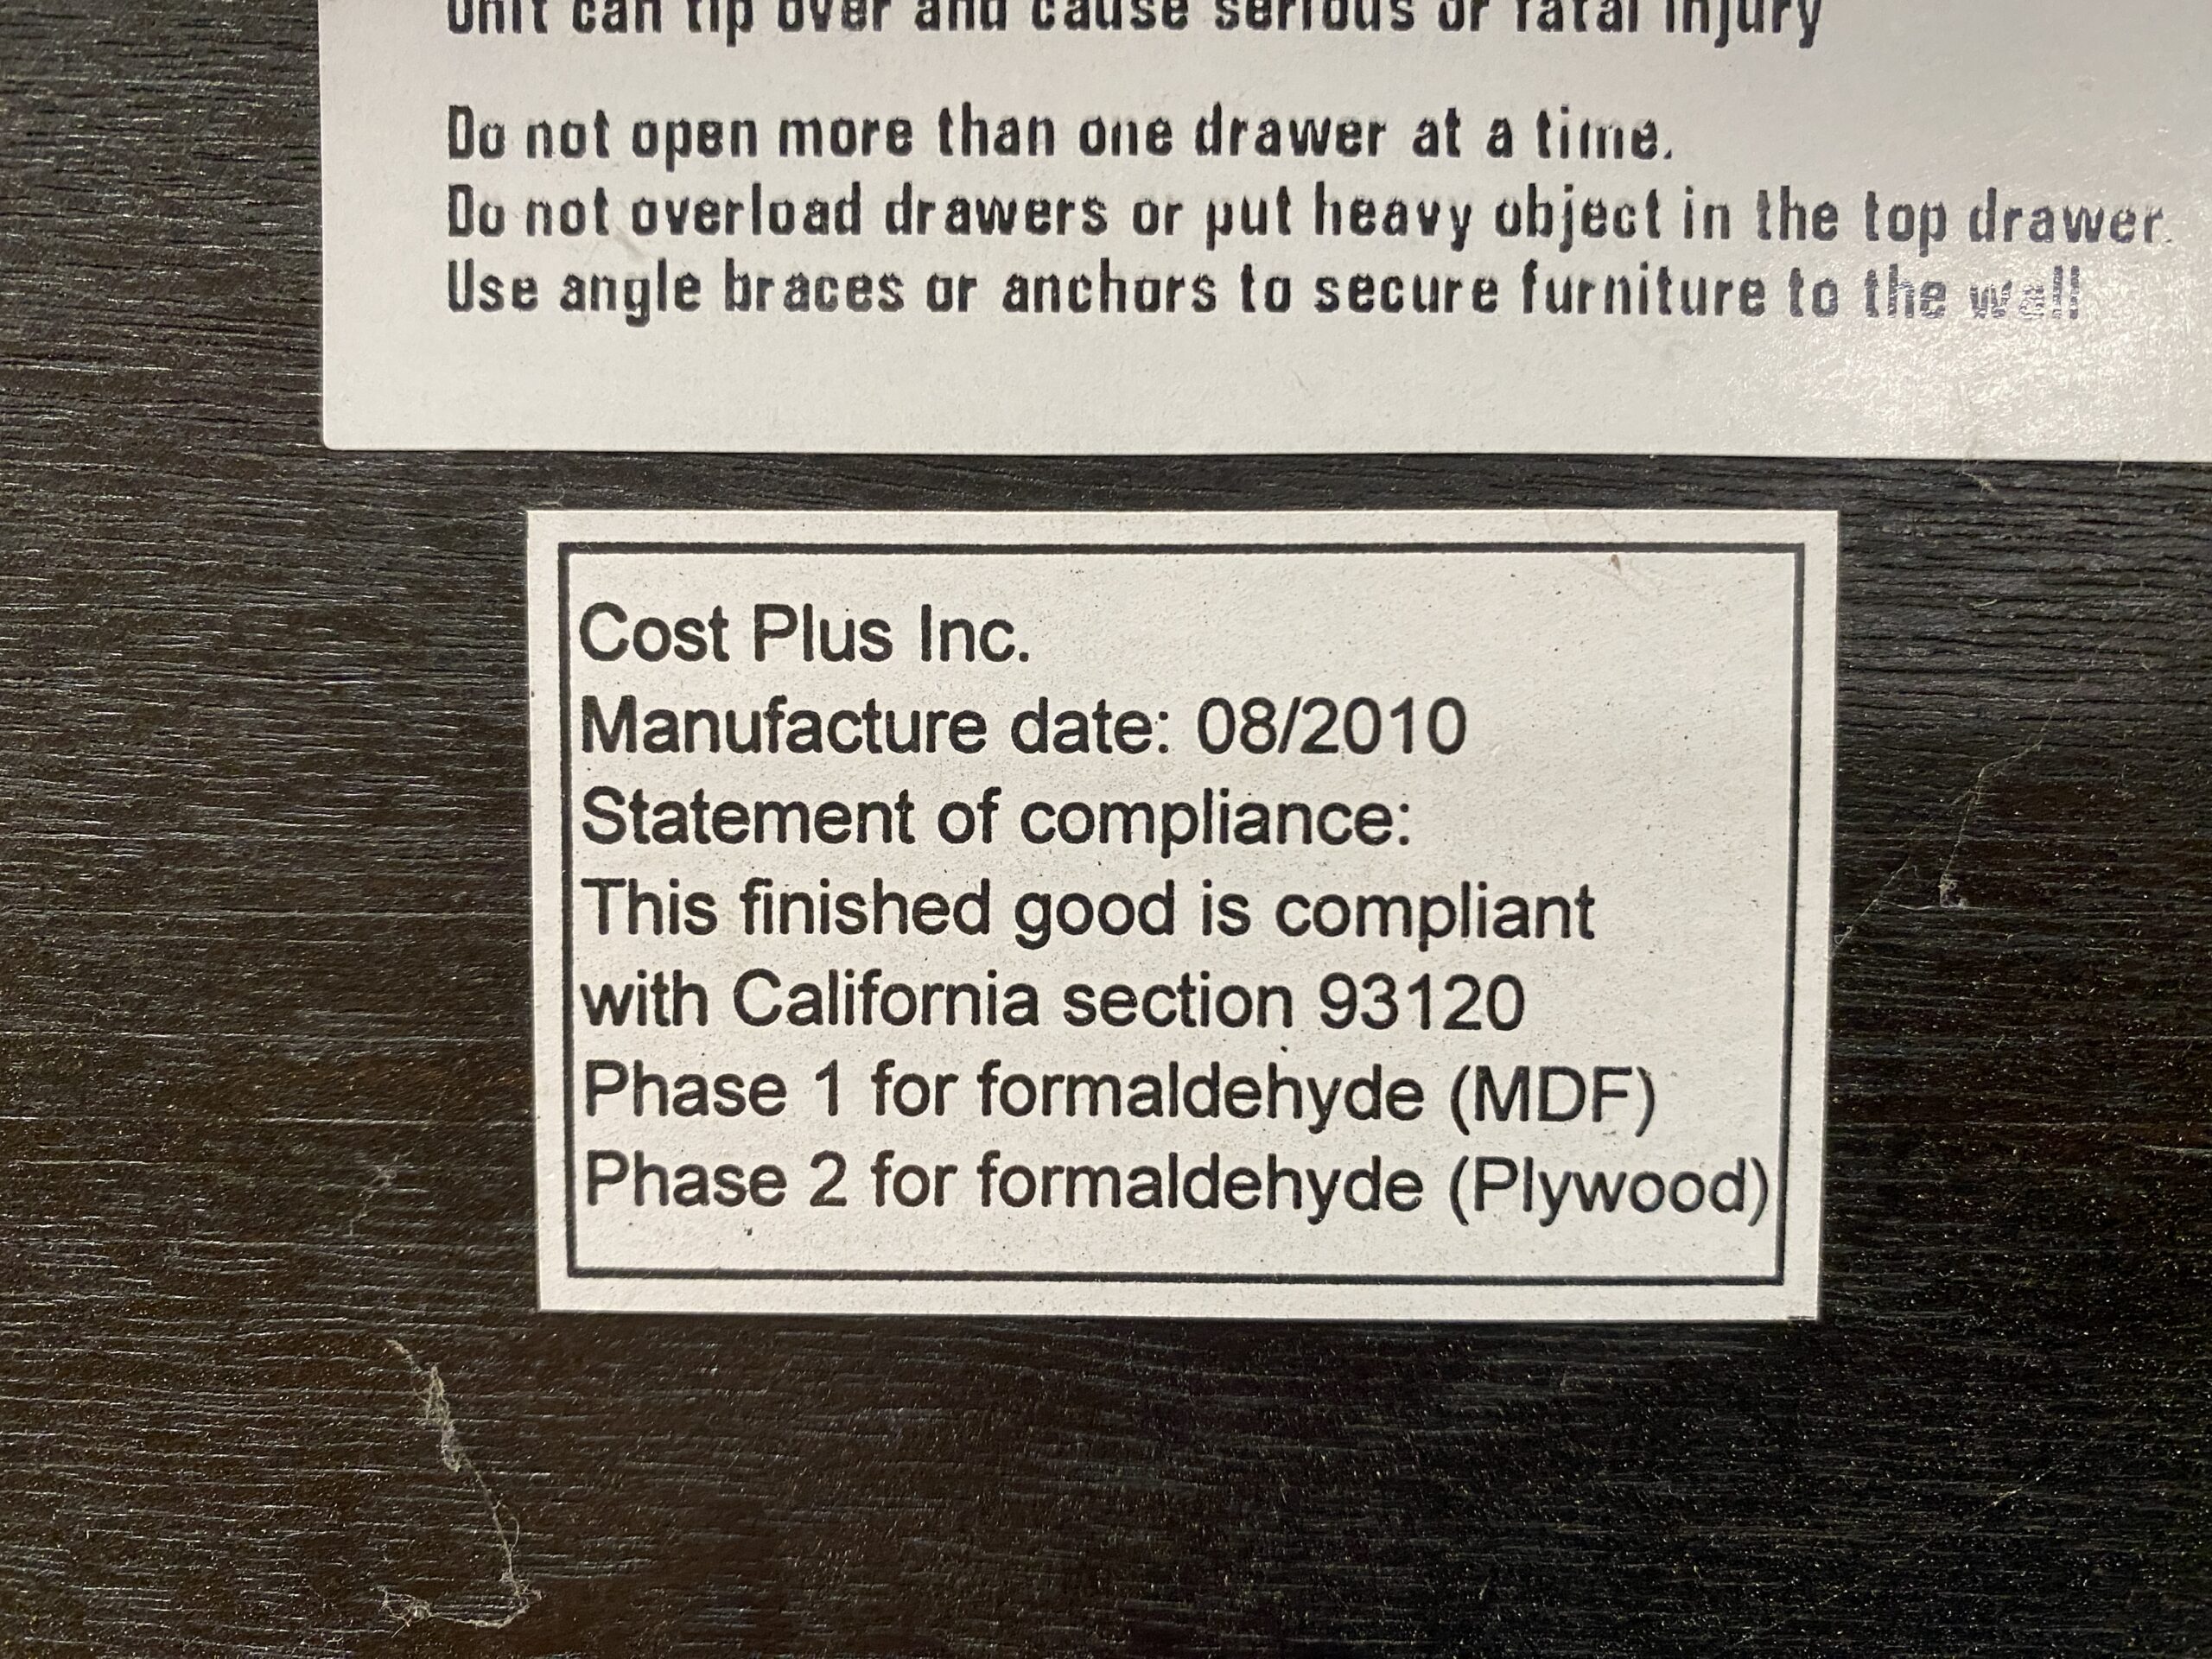 Unit can tip over and cause serious or fatal injury
Do not open more than one drawer at a time.
Do not overload drawers or put heavy object in the top drawer.
Use angle braces or anchors to secure furniture to the wall
Cost Plus Inc.
Manufacture date: 08/2010
Statement of compliance:
This finished good is compliant
with California section 93120
Phase 1 for formaldehyde (MDF)
Phase 2 for formaldehyde (Plywood)